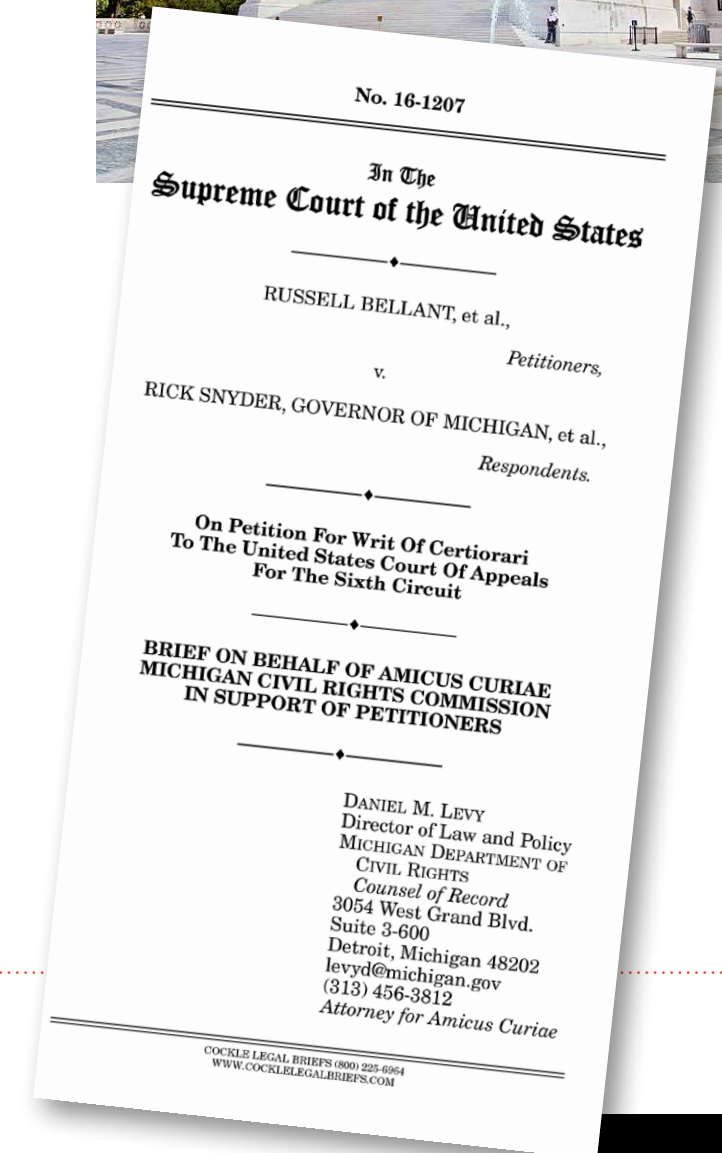 No. 16-1207
In The
Supreme Court of the United States
RUSSELL BELLANT, et al.,
Petitioners,
v.
RICK SNYDER, GOVERNOR OF MICHIGAN, et al.,
Respondents.
On Petition For Writ Of Certiorari
To The United States Court Of Appeals
For The Sixth Circuit
BRIEF ON BEHALF OF AMICUS CURIAE
MICHIGAN CIVIL RIGHTS COMMISSION
IN SUPPORT OF PETITIONERS
DANIEL M. LEVY
Director of Law and Policy
MICHIGAN DEPARTMENT OF
CIVIL RIGHTS
Counsel of Record
3054 West Grand Blvd.
Suite 3-600
Detroit, Michigan 48202
levyd@michigan.gov
(313) 456-3812
Attorney for Amicus Curiae
COCKLE LEGAL BRIEFS (800) 225-6964
WWW.COCKLELEGALBRIEFS.COM